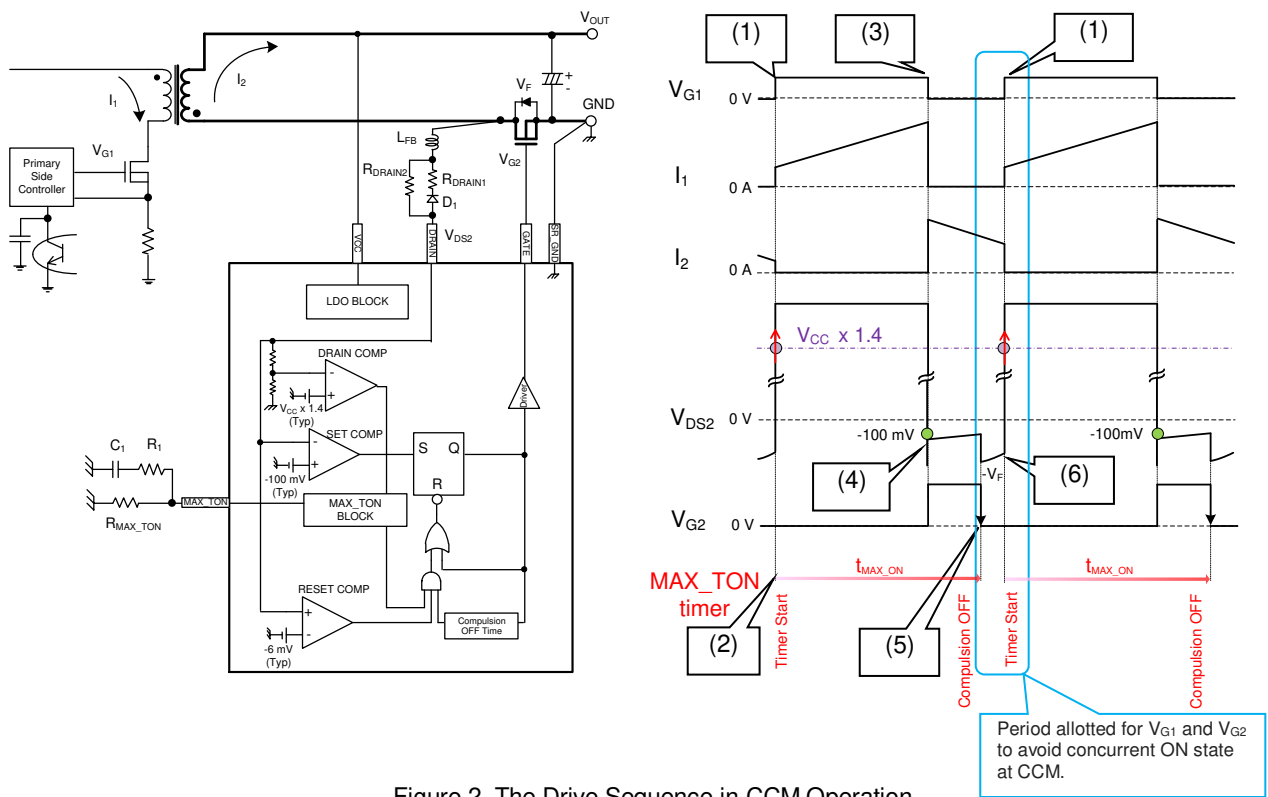 VOUT
I1
I2
VF
+
-
GND
VG1
LFB
VG2
RDRAIN2
RDRAIN1
D1
Primary
Side
Controller
VDS2
VCC
DRAIN
GATE
SR_GND
LDO BLOCK
DRAIN COMP
-
+
VCC x 1.4
(Typ)
Driver
SET COMP
-
+
-100 mV
(Typ)
S
Q
R
C1
R1
RMAX_TON
MAX_TON
MAX_TON
BLOCK
RESET COMP
+
-
-6 mV
(Typ)
Compulsion
OFF Time
(1)
(3)
(1)
VG1
0 V
I1
0 A
I2
0 A
VCC x 1.4
VDS2
0 V
-100 mV
-100mV
(4)
-VF
(6)
VG2
0 V
MAX_TON
timer
tMAX_ON
tMAX_ON
(2)
Timer Start
(5)
Compulsion OFF
Timer Start
Compulsion OFF
Period allotted for VG1 and VG2
to avoid concurrent ON state
at CCM.
Figure 2. The Drive Sequence in CCM Operation